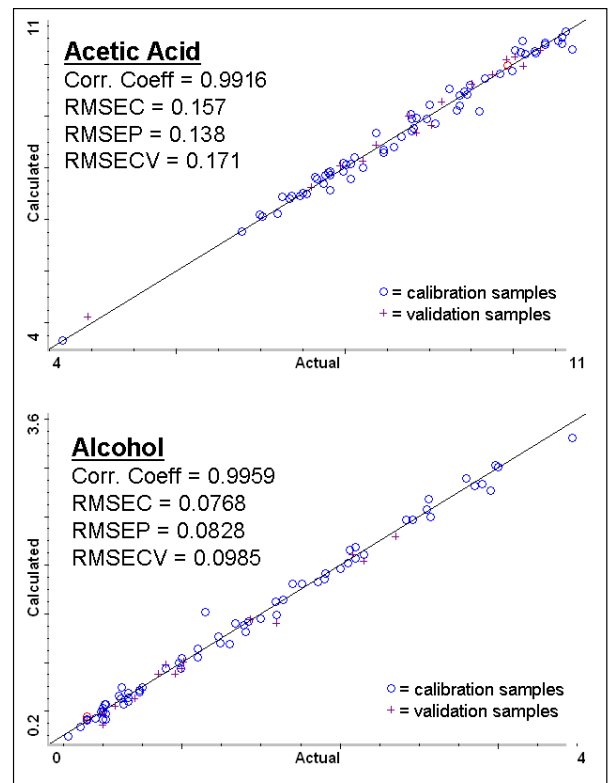 11
Acetic Acid
Corr. Coeff = 0.9916
RMSEC = 0.157
RMSEP = 0.138
RMSECV = 0.171
Calculated
= calibration samples
+ = validation samples
4
4 Actual 11
3.6
Alcohol
Corr. Coeff = 0.9959
RMSEC = 0.0768
RMSEP = 0.0828
RMSECV = 0.0985
Calculated
= calibration samples
+ = validation samples
0.2
0 Actual 4